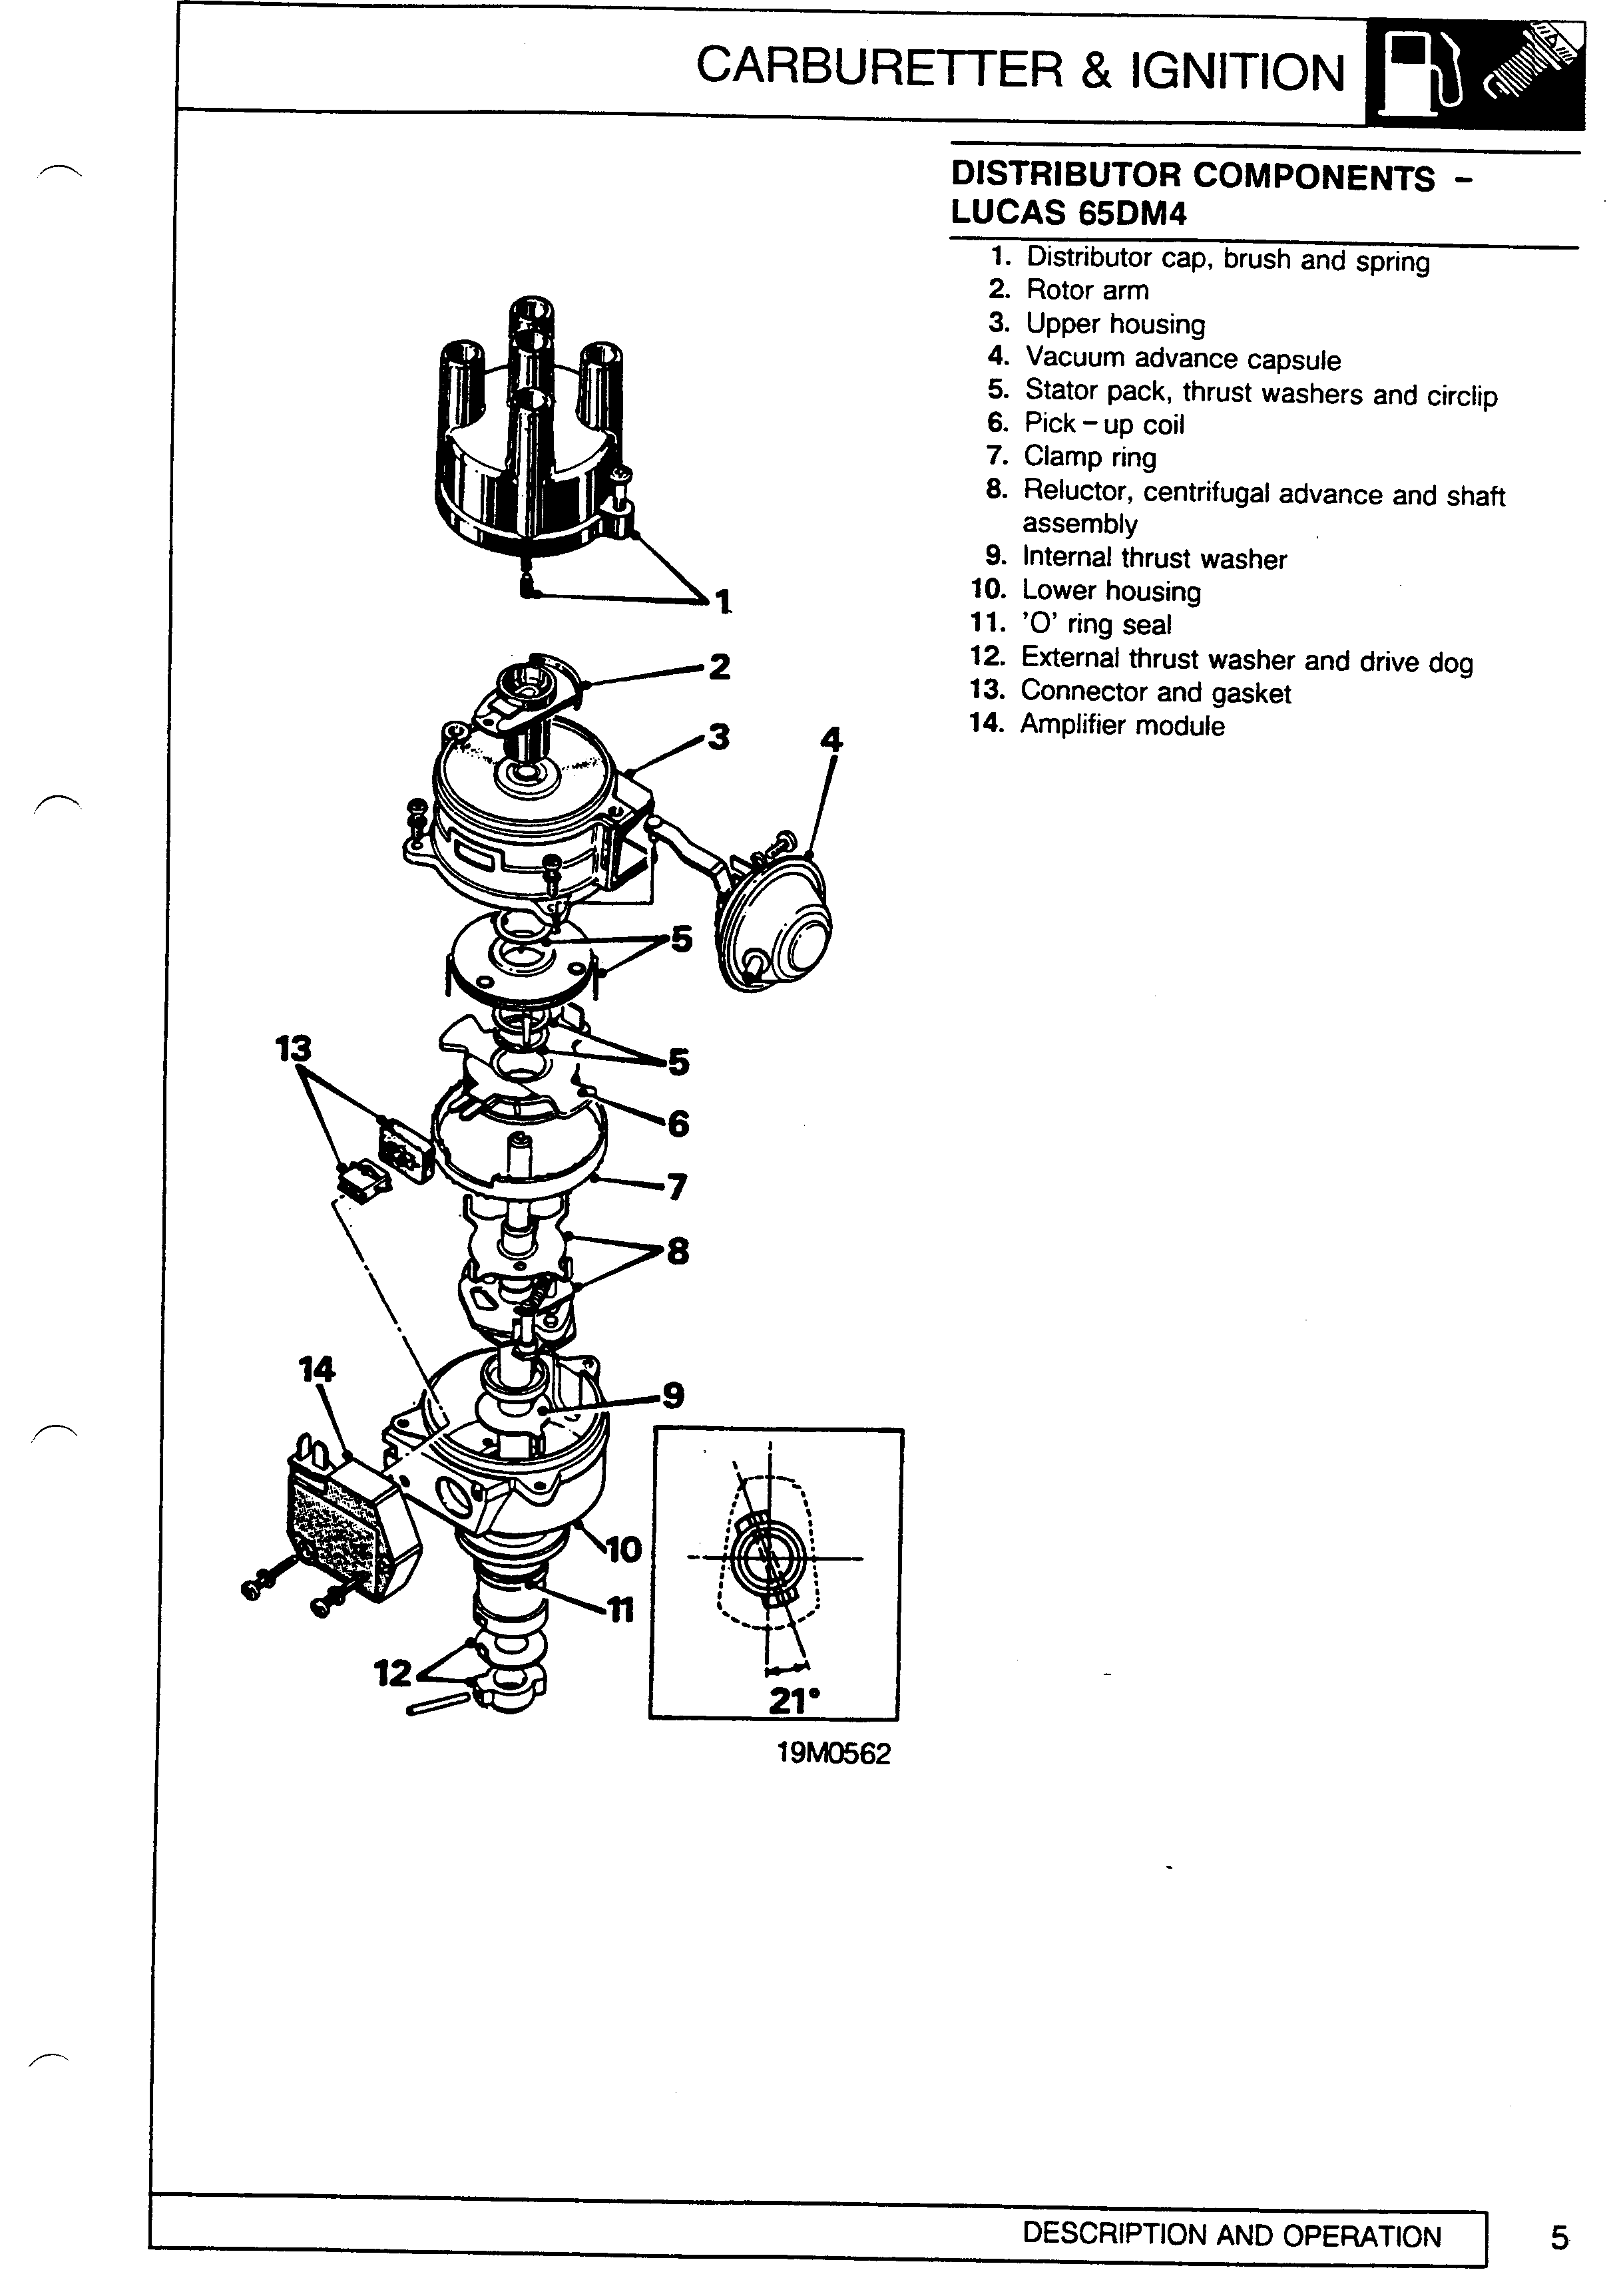 CARBURETTER & IGNITION
DISTRIBUTOR COMPONENTS -
LUCAS 65DM4
1. Distributor cap, brush and spring
2. Rotor arm
3. Upper housing
4. Vacuum advance capsule
5. Stator pack, thrust washers and circlip
6. Pick-up coil
7. Clamp ring
8. Reluctor, centrifugal advance and shaft
assembly
9. Internal thrust washer
10. Lower housing
11. 'O' ring seal
12. External thrust washer and drive dog
13. Connector and gasket
14. Amplifier module
1
2
3
4
5
13
5
6
7
8
14
9
10
11
12
21°
19M0562
DESCRIPTION AND OPERATION
5